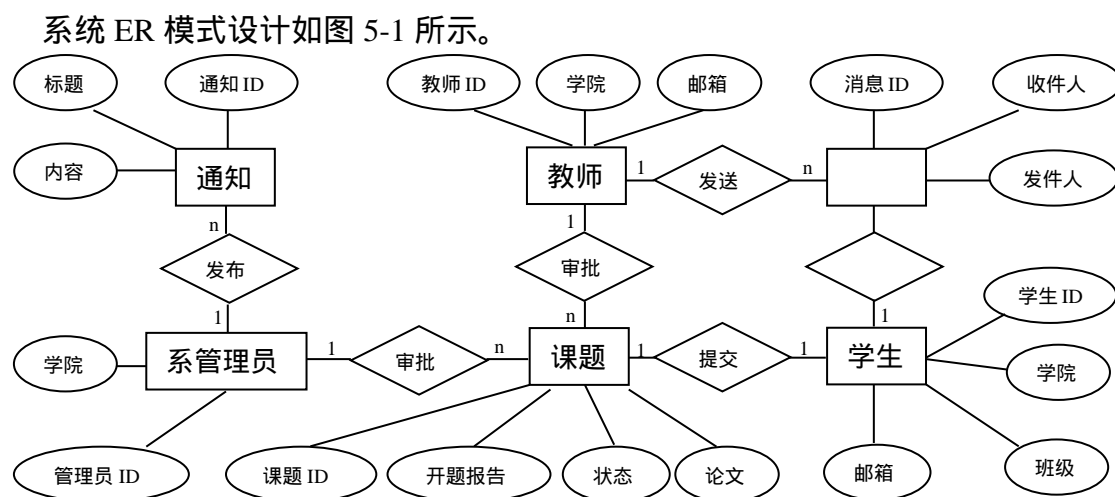 系统 ER 模式设计如图 5-1 所示。
标题
通知 ID
教师 ID
学院
邮箱
消息 ID
收件人
内容
通知
教师
1
发送
n
发件人
n
1
发布
审批
学生 ID
1
n
1
学院
系管理员
1
审批
n
课题
1
提交
1
学生
学院
管理员 ID
课题 ID
开题报告
状态
论文
邮箱
班级